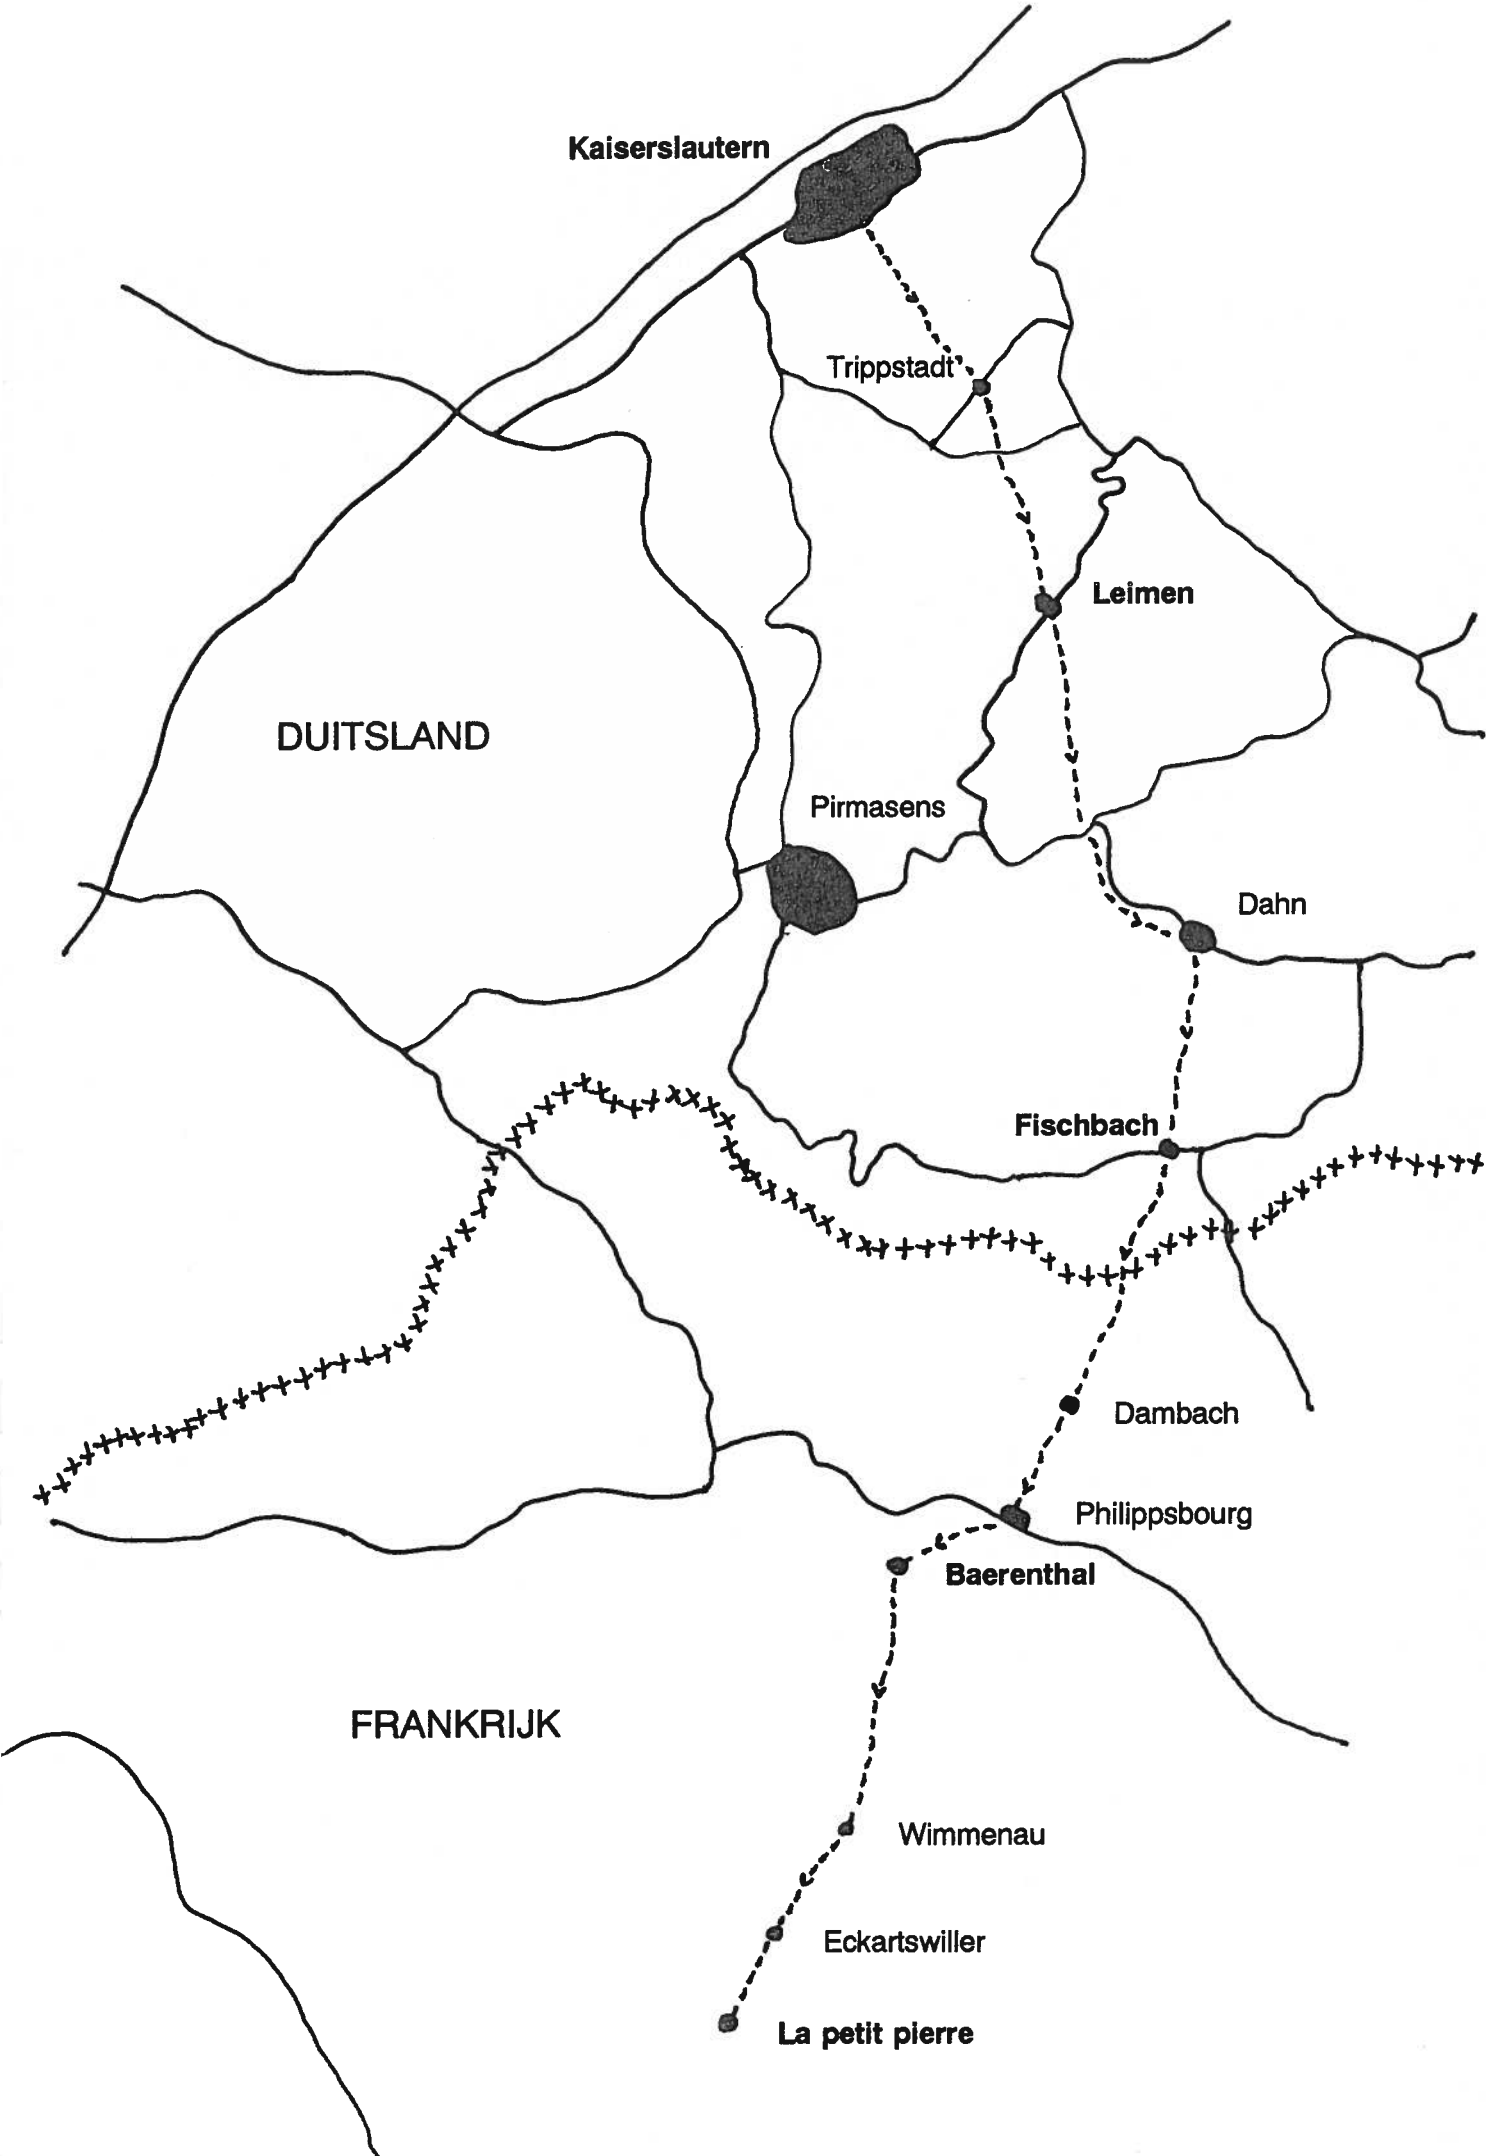 Kaiserslautern
Trippstadt
Leimen
DUITSLAND
Pirmasens
Dahn
Fischbach
Dambach
Philippsbourg
Baerenthal
FRANKRIJK
Wimmenau
Eckartswiller
La petit pierre